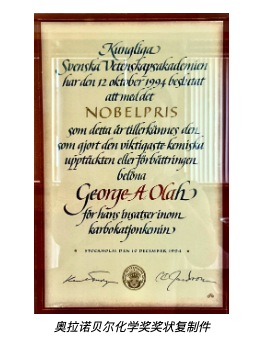 Kungliga
Svenska Vetenskapsakademien
har den 12 oktober 1994 beslutat
att med det
NOBELPRIS
som detta år tillerkännes den
som gjort den viktigaste kemiska
upptäckten eller förbättringen
belöna
George A Olah
för hans insatser inom
karbokatjonkemin
STOCKHOLM DEN 10 DECEMBER 1994
奥拉诺贝尔化学奖奖状复制件